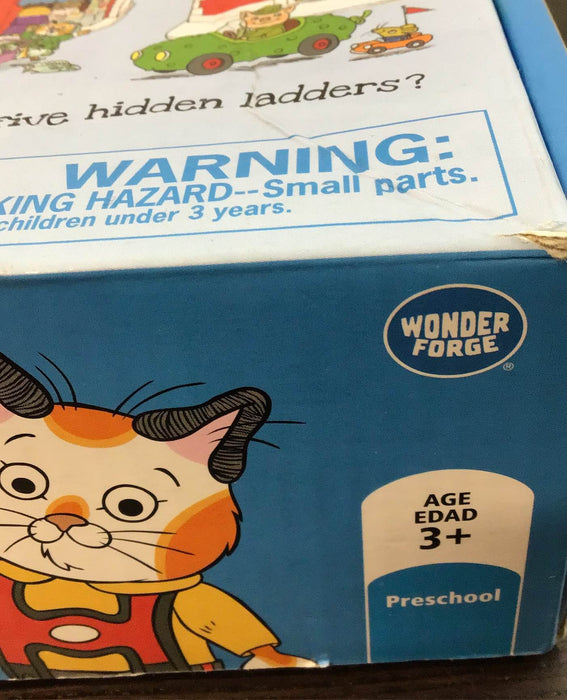 hidden ladders?
WARNING:
KING HAZARD--Small parts.
children under 3 years.
WONDER
FORGE
®
AGE
EDAD
3+
Preschool